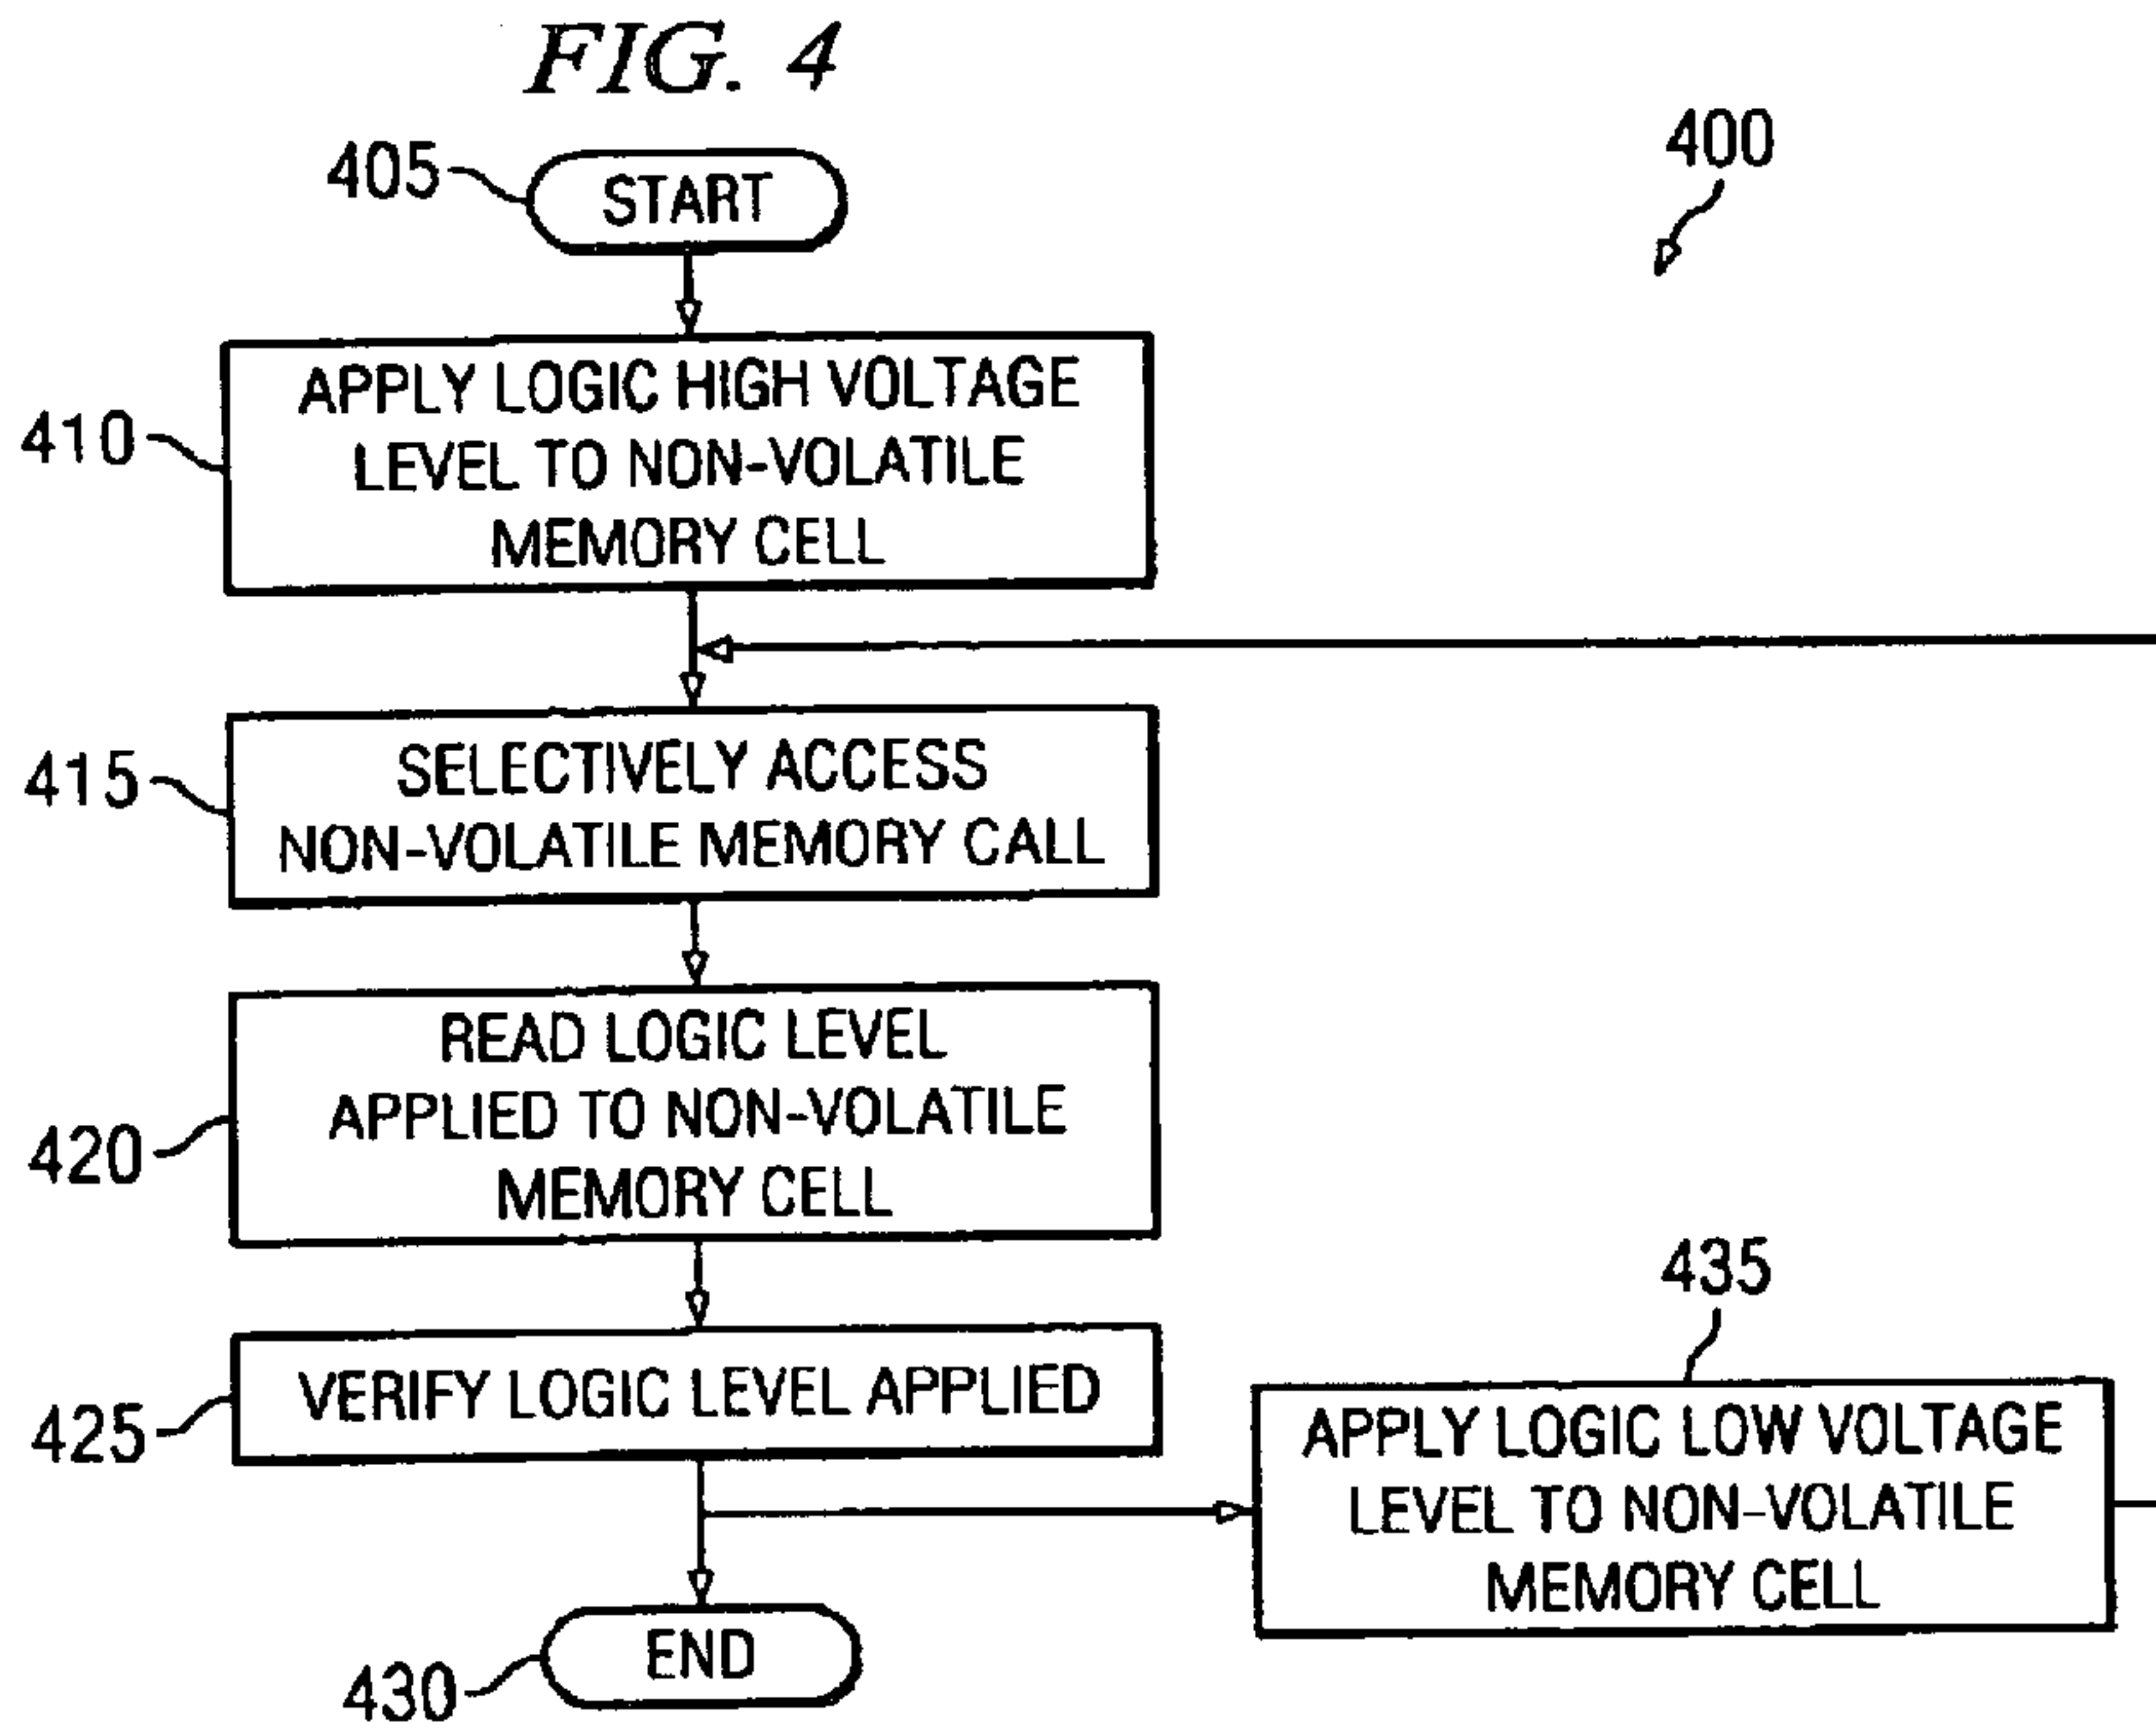 FIG. 4
400
405
START
410
APPLY LOGIC HIGH VOLTAGE
LEVEL TO NON-VOLATILE
MEMORY CELL
415
SELECTIVELY ACCESS
NON-VOLATILE MEMORY CALL
420
READ LOGIC LEVEL
APPLIED TO NON-VOLATILE
MEMORY CELL
425
VERIFY LOGIC LEVEL APPLIED
435
APPLY LOGIC LOW VOLTAGE
LEVEL TO NON-VOLATILE
MEMORY CELL
430
END